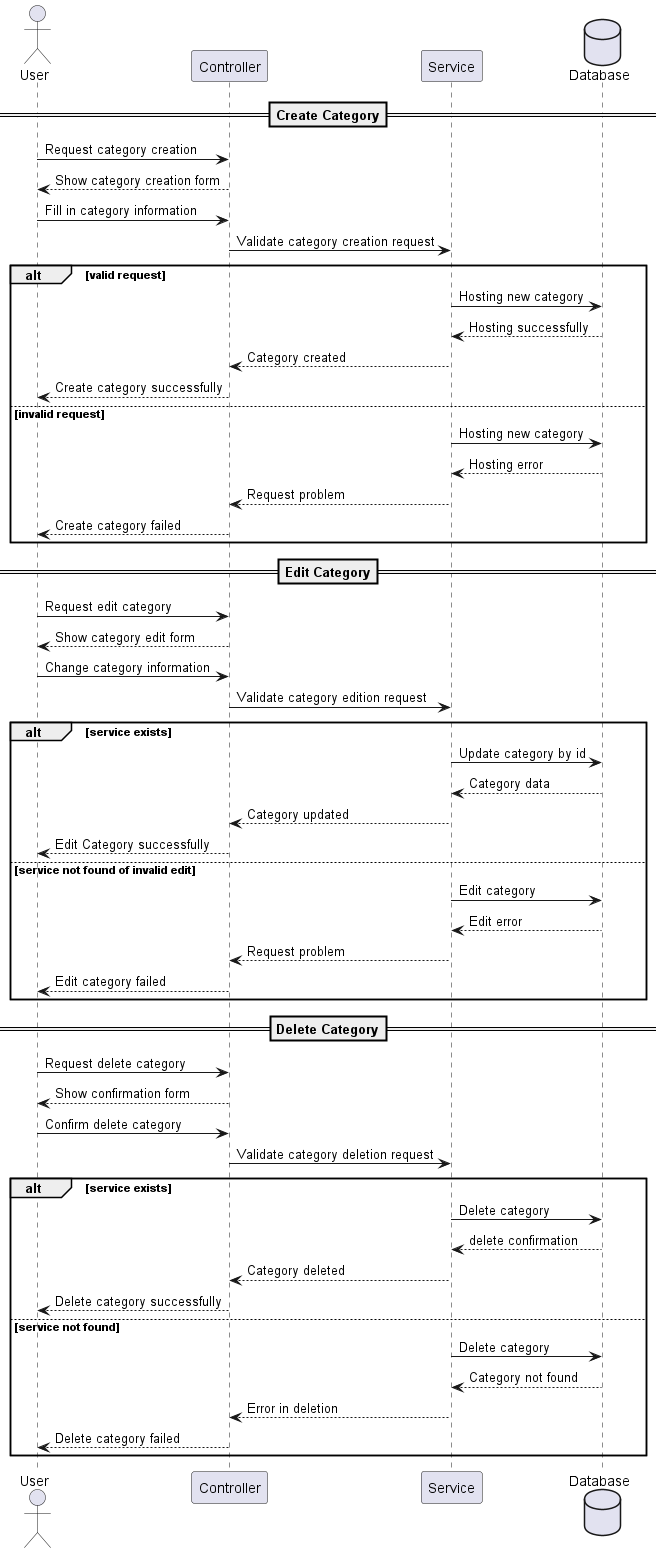 User
Controller
Service
Database
Create Category
Request category creation
Show category creation form
Fill in category information
Validate category creation request
alt
[valid request]
Hosting new category
Hosting successfully
Category created
Create category successfully
[invalid request]
Hosting new category
Hosting error
Request problem
Create category failed
Edit Category
Request edit category
Show category edit form
Change category information
Validate category edition request
alt
[service exists]
Update category by id
Category data
Category updated
Edit Category successfully
[service not found of invalid edit]
Edit category
Edit error
Request problem
Edit category failed
Delete Category
Request delete category
Show confirmation form
Confirm delete category
Validate category deletion request
alt
[service exists]
Delete category
delete confirmation
Category deleted
Delete category successfully
[service not found]
Delete category
Category not found
Error in deletion
Delete category failed
User
Controller
Service
Database